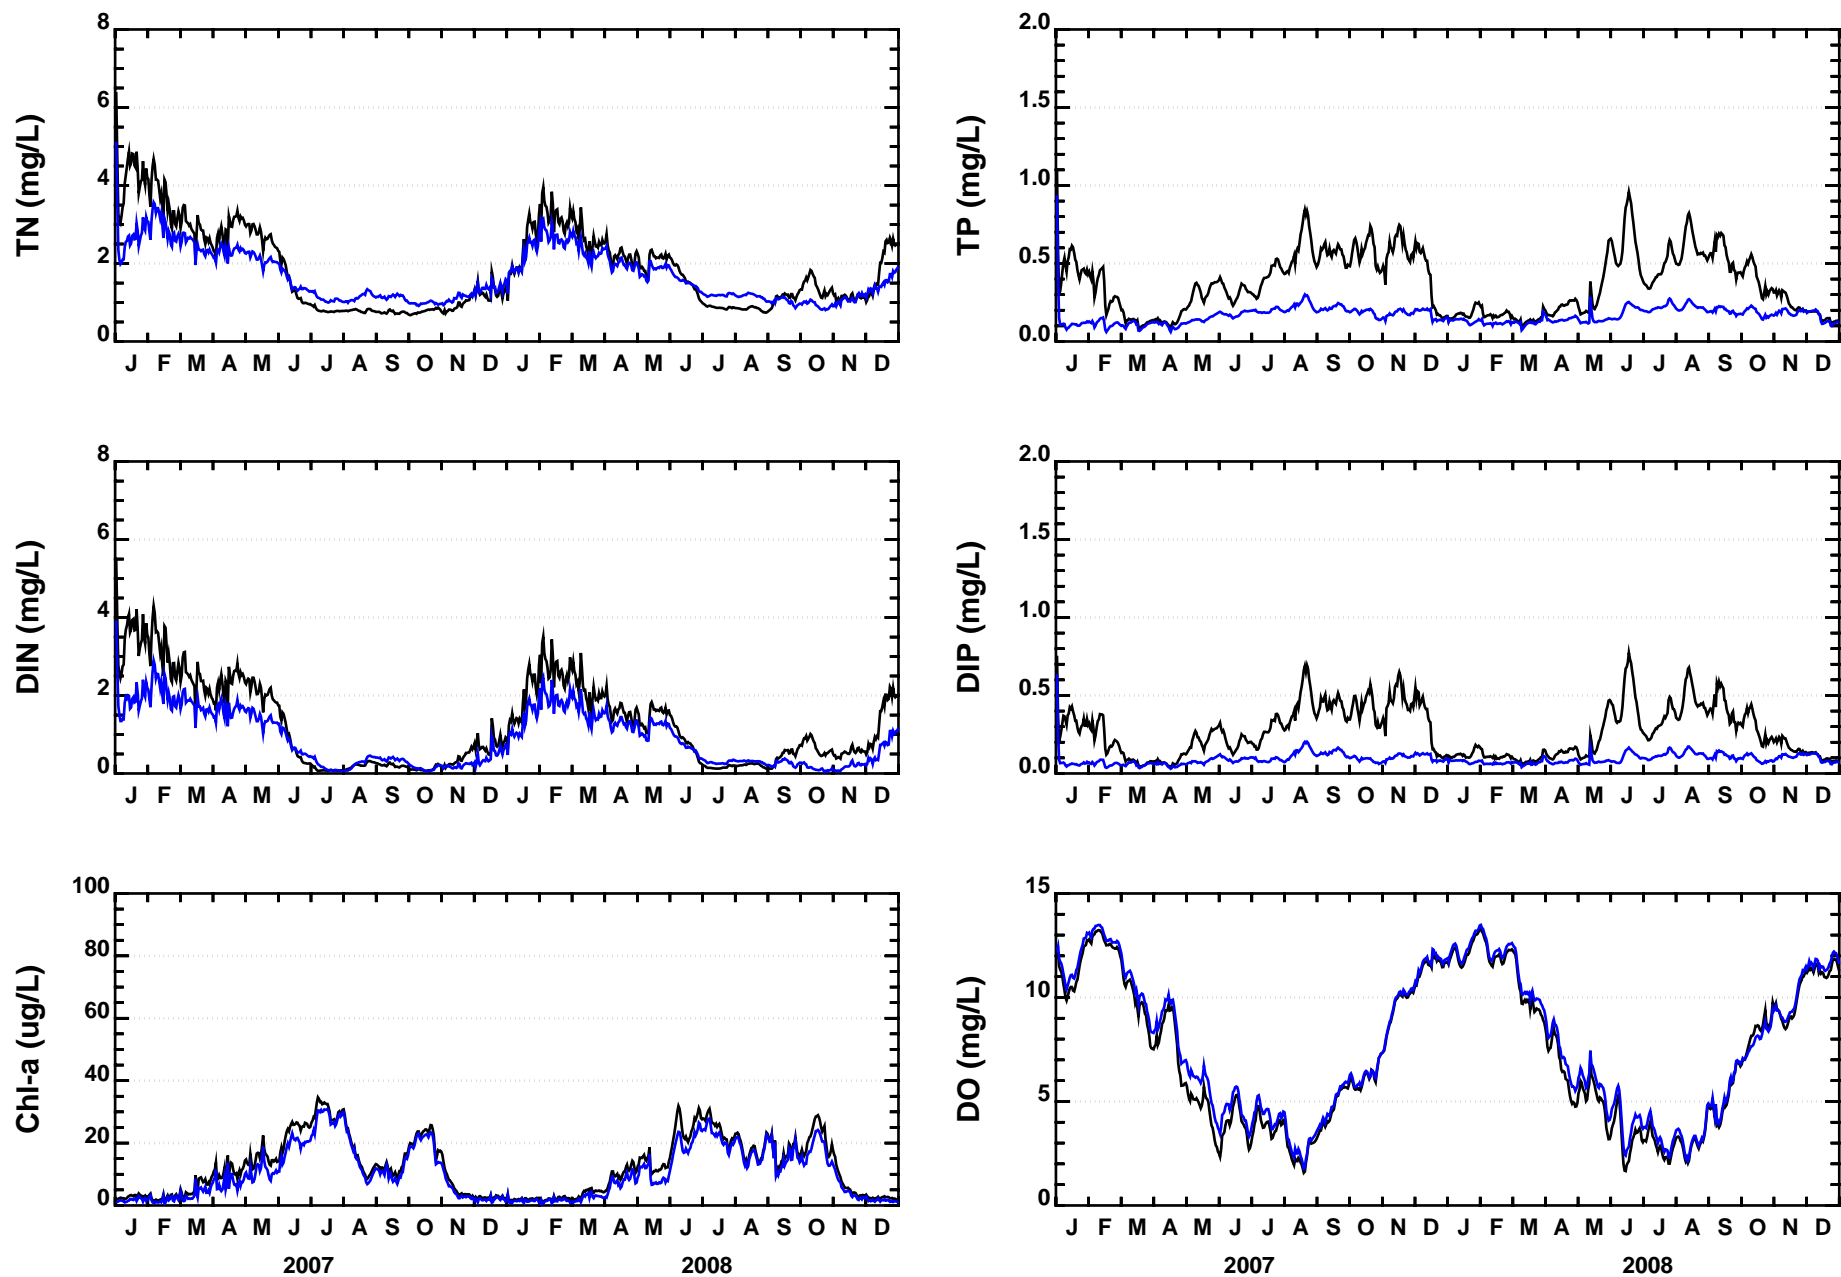 TN (mg/L)
8
6
4
2
0
J F M A M J J A S O N D J F M A M J J A S O N D
TP (mg/L)
2.0
1.5
1.0
0.5
0.0
J F M A M J J A S O N D J F M A M J J A S O N D
DIN (mg/L)
8
6
4
2
0
J F M A M J J A S O N D J F M A M J J A S O N D
DIP (mg/L)
2.0
1.5
1.0
0.5
0.0
J F M A M J J A S O N D J F M A M J J A S O N D
Chl-a (ug/L)
100
80
60
40
20
0
J F M A M J J A S O N D J F M A M J J A S O N D
2007 2008
DO (mg/L)
15
10
5
0
J F M A M J J A S O N D J F M A M J J A S O N D
2007 2008